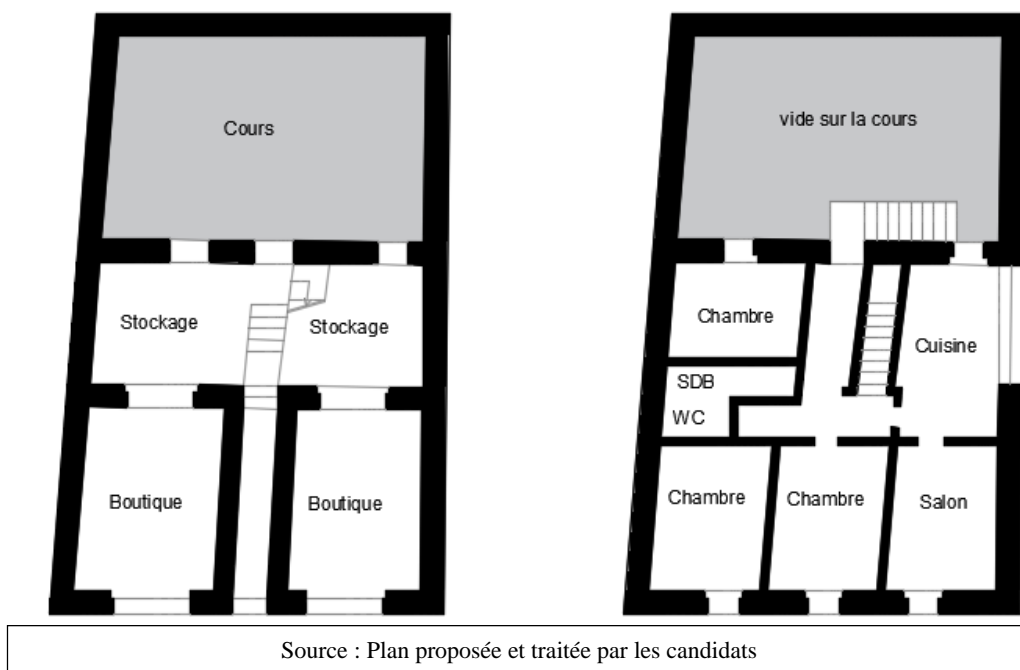 Cours
Stockage
Stockage
Boutique
Boutique
vide sur la cours
Chambre
Cuisine
SDB
WC
Chambre
Chambre
Salon
Source : Plan proposée et traitée par les candidats